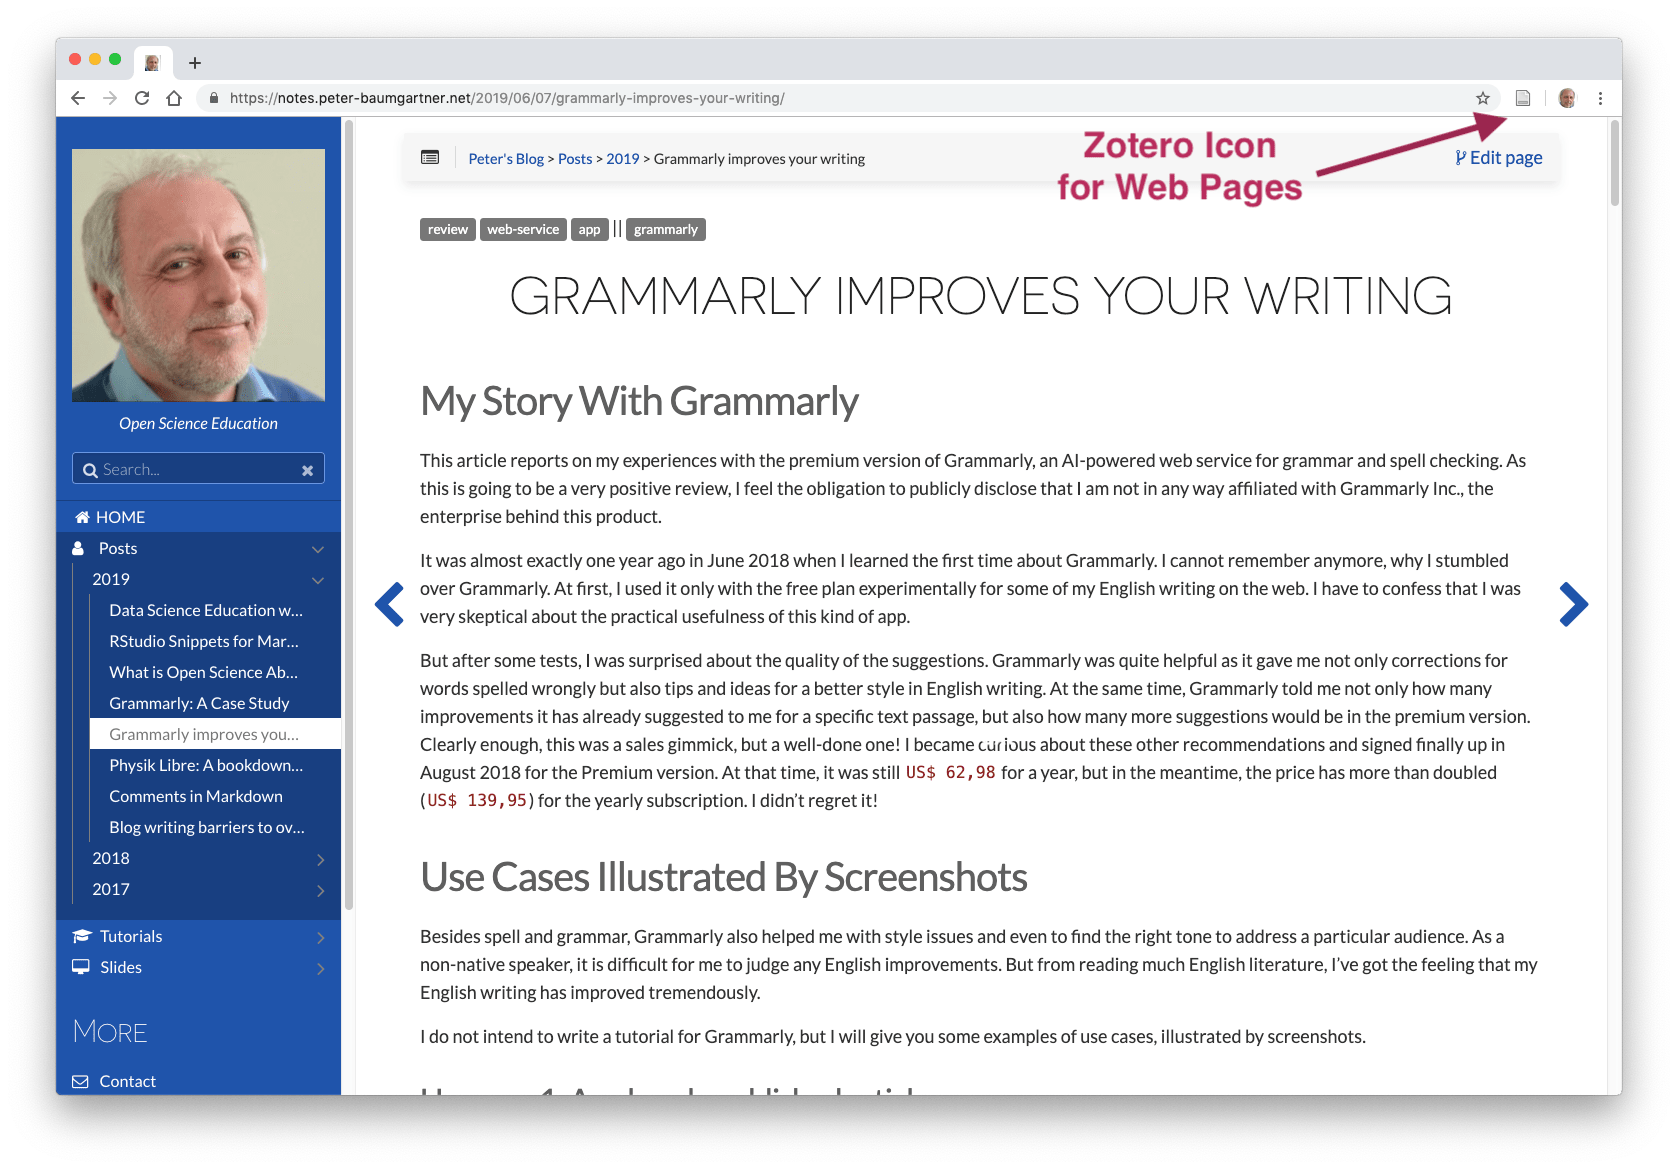 https://notes.peter-baumgartner.net/2019/06/07/grammarly-improves-your-writing/
Zotero Icon
for Web Pages
Peter's Blog > Posts > 2019 > Grammarly improves your writing
Edit page
Open Science Education
Search...
HOME
Posts
2019
Data Science Education w...
RStudio Snippets for Mar...
What is Open Science Ab...
Grammarly: A Case Study
Grammarly improves you...
Physik Libre: A bookdown...
Comments in Markdown
Blog writing barriers to ov...
2018
2017
Tutorials
Slides
MORE
Contact
review web-service app || grammarly
GRAMMARLY IMPROVES YOUR WRITING
My Story With Grammarly
This article reports on my experiences with the premium version of Grammarly, an AI-powered web service for grammar and spell checking. As
this is going to be a very positive review, I feel the obligation to publicly disclose that I am not in any way affiliated with Grammarly Inc., the
enterprise behind this product.
It was almost exactly one year ago in June 2018 when I learned the first time about Grammarly. I cannot remember anymore, why I stumbled
over Grammarly. At first, I used it only with the free plan experimentally for some of my English writing on the web. I have to confess that I was
very skeptical about the practical usefulness of this kind of app.
But after some tests, I was surprised about the quality of the suggestions. Grammarly was quite helpful as it gave me not only corrections for
words spelled wrongly but also tips and ideas for a better style in English writing. At the same time, Grammarly told me not only how many
improvements it has already suggested to me for a specific text passage, but also how many more suggestions would be in the premium version.
Clearly enough, this was a sales gimmick, but a well-done one! I became curious about these other recommendations and signed finally up in
August 2018 for the Premium version. At that time, it was still US$ 62,98 for a year, but in the meantime, the price has more than doubled
(US$ 139,95) for the yearly subscription. I didn't regret it!
Use Cases Illustrated By Screenshots
Besides spell and grammar, Grammarly also helped me with style issues and even to find the right tone to address a particular audience. As a
non-native speaker, it is difficult for me to judge any English improvements. But from reading much English literature, I've got the feeling that my
English writing has improved tremendously.
I do not intend to write a tutorial for Grammarly, but I will give you some examples of use cases, illustrated by screenshots.